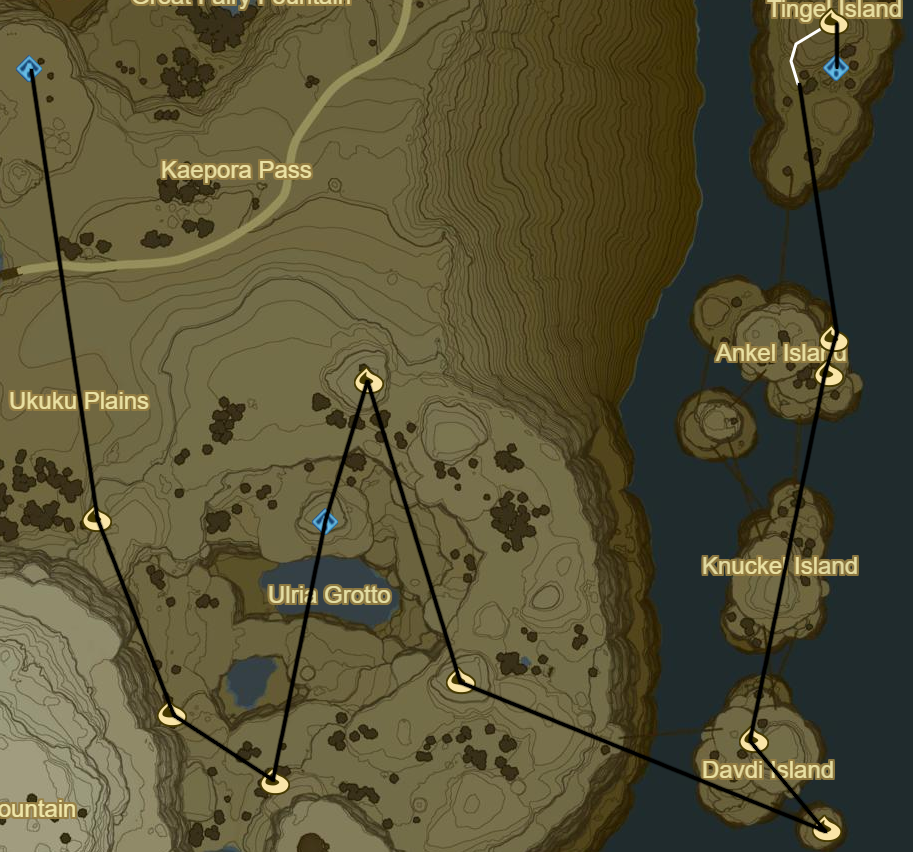 Great Fairy Fountain
Tingel Island
Kaepora Pass
Ankel Island
Ukuku Plains
Knuckel Island
Ulria Grotto
Davdi Island
ountain